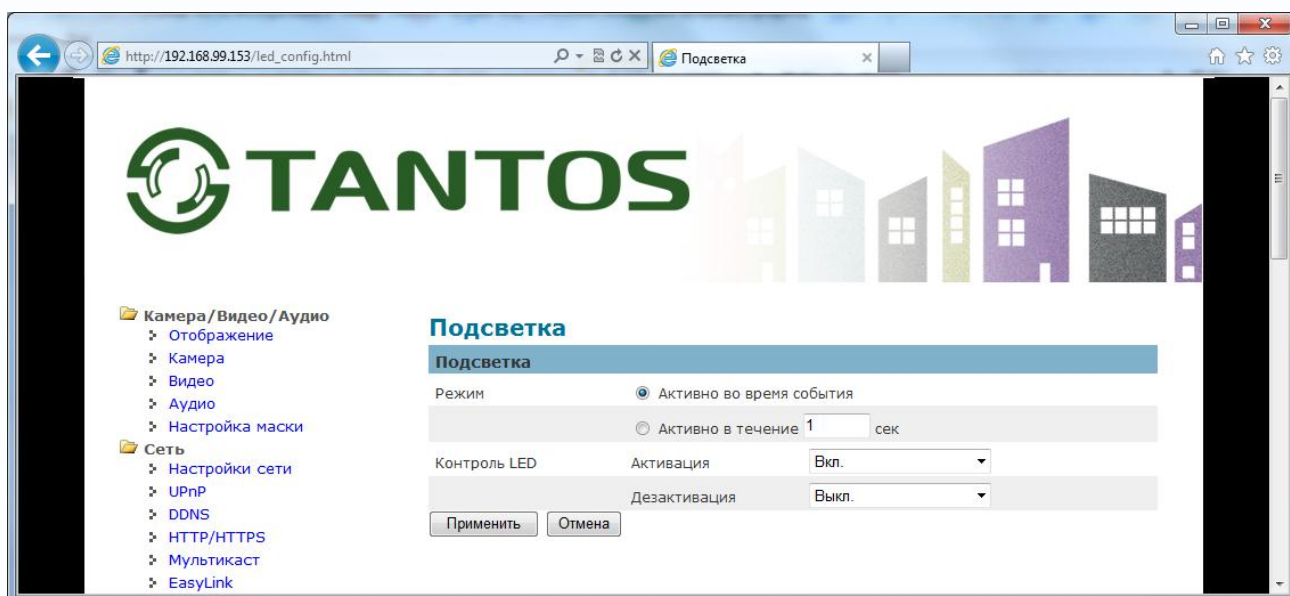 http://192.168.99.153/led_config.html
Подсветка
TANTOS
Камера/Видео/Аудио
Отображение
Камера
Видео
Аудио
Настройка маски
Сеть
Настройки сети
UPnP
DDNS
HTTP/HTTPS
Мультикаст
EasyLink
Подсветка
Подсветка
Режим Активно во время события
Активно в течение 1 сек
Контроль LED Активация Вкл.
Дезактивация Выкл.
Применить Отмена